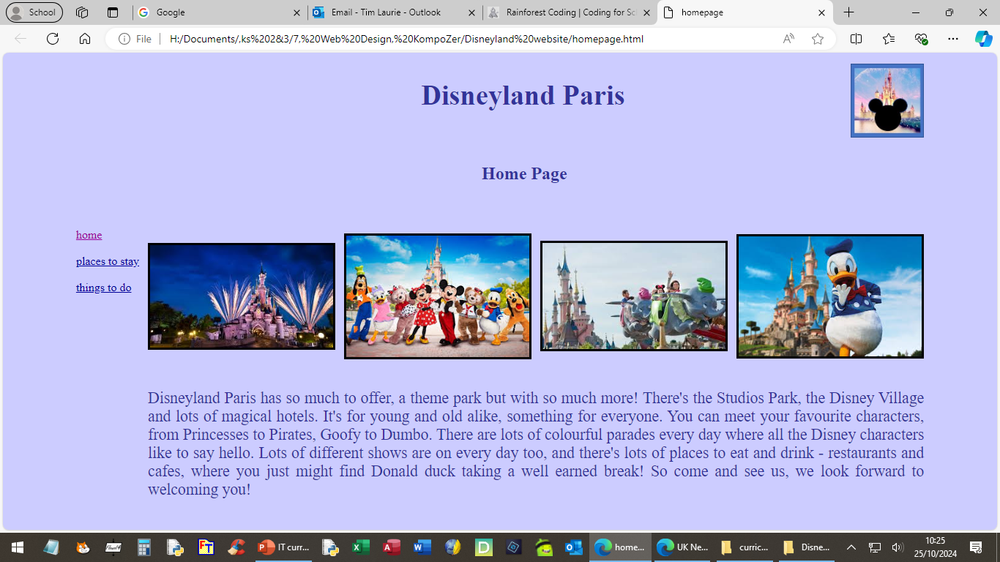 School
Google
Email - Tim Laurie - Outlook
Rainforest Coding | Coding for Sc
homepage
File
H:/Documents/,ks%202&3/7,%20Web%20Design,%20KompoZer/Disneyland%20website/homepage.html
Disneyland Paris
Home Page
home
places to stay
things to do
Disneyland Paris has so much to offer, a theme park but with so much more! There's the Studios Park, the Disney Village
and lots of magical hotels. It's for young and old alike, something for everyone. You can meet your favourite characters,
from Princesses to Pirates, Goofy to Dumbo. There are lots of colourful parades every day where all the Disney characters
like to say hello. Lots of different shows are on every day too, and there's lots of places to eat and drink - restaurants and
cafes, where you just might find Donald duck taking a well earned break! So come and see us, we look forward to
welcoming you!
IT curr...
home...
UK Ne...
curric...
Disne...
10:25
25/10/2024